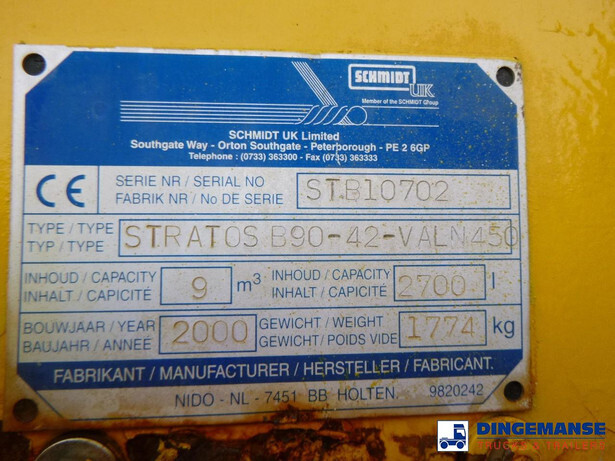 SCHMIDT
UK
Member of the SCHMIDT Group
SCHMIDT UK Limited
Southgate Way - Orton Southgate - Peterborough - PE 2 6GP
Telephone : (0733) 363300 - Fax (0733) 363333
CE
SERIE NR / SERIAL NO
FABRIK NR / No DE SERIE
STB10702
TYPE / TYPE
TYP / TYPE
STRATOS B90-42-VALN450
INHOUD / CAPACITY
INHALT / CAPICITÉ
9 m³
INHOUD / CAPACITY
INHALT / CAPICITÉ
2700 l
BOUWJAAR / YEAR
BAUJAHR / ANNÉE
2000
GEWICHT / WEIGHT
GEWICHT / POIDS VIDE
1774 kg
FABRIKANT / MANUFACTURER / HERSTELLER / FABRICANT.
NIDO - NL - 7451 BB HOLTEN. 9820242
DINGEMANSE
TRUCKS & TRAILERS